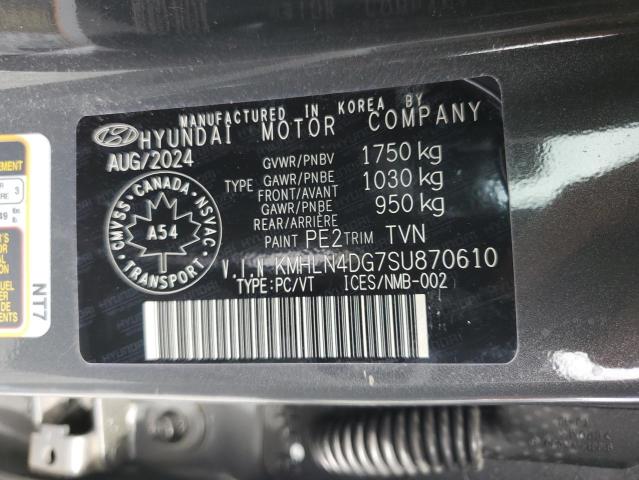 MANUFACTURED IN KOREA BY
HYUNDAI MOTOR COMPANY
AUG/2024
GVWR/PNBV 1750 kg
TYPE GAWR/PNBE 1030 kg
FRONT/AVANT
GAWR/PNBE 950 kg
REAR/ARRIÈRE
PAINT PE2 TRIM TVN
CANADA
CMVSS NSVAC
A54
TRANSPORT
V.I.N KMHLN4DG7SU870610
TYPE:PC/VT ICES/NMB-002
NT7